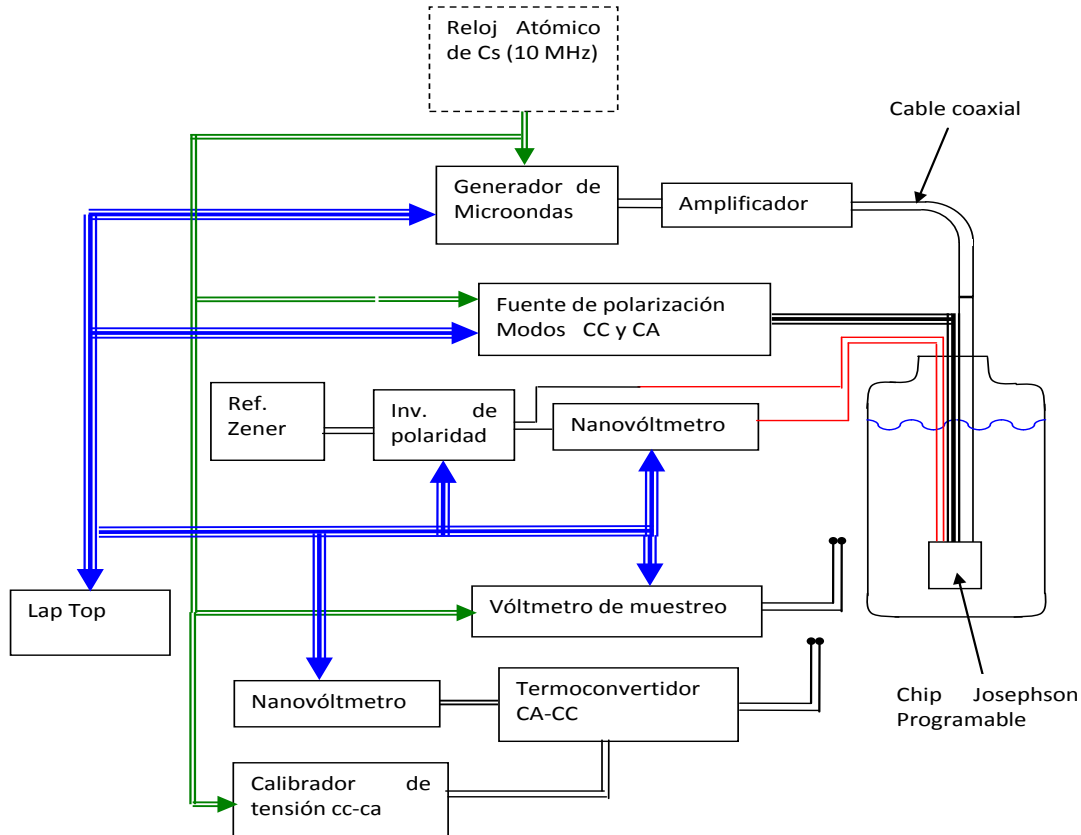 Reloj Atómico
de Cs (10 MHz)
Cable coaxial
Generador de
Microondas
Amplificador
Fuente de polarización
Modos CC y CA
Ref.
Zener
Inv. de
polaridad
Nanovóltmetro
Lap Top
Vóltmetro de muestreo
Nanovóltmetro
Termoconvertidor
CA-CC
Chip Josephson
Programable
Calibrador de
tensión cc-ca